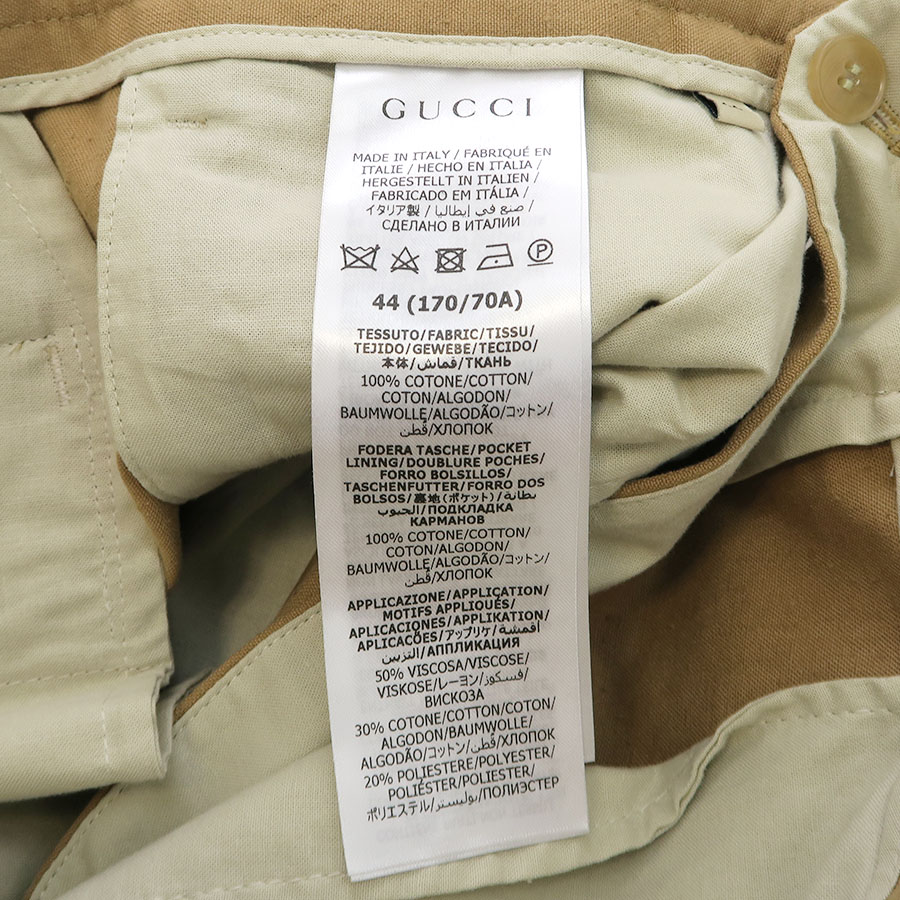 GUCCI
MADE IN ITALY / FABRIQUÉ EN
ITALIE / HECHO EN ITALIA /
HERGESTELLT IN ITALIEN /
FABRICADO EM ITÁLIA /
イタリア製 / صنع في إيطاليا /
СДЕЛАНО В ИТАЛИИ
P
44 (170/70A)
TESSUTO/FABRIC/TISSU/
TEJIDO/GEWEBE/TECIDO/
本体/قماش/ТКАНЬ
100% COTONE/COTTON/
COTON/ALGODON/
BAUMWOLLE/ALGODÃO/コットン/
قُطن/ХЛОПОК
FODERA TASCHE/POCKET
LINING/DOUBLURE POCHES/
FORRO BOLSILLOS/
TASCHENFUTTER/FORRO DOS
BOLSOS/裏地(ポケット)/بطانة
الجيوب/ПОДКЛАДКА
КАРМАНОВ
100% COTONE/COTTON/
COTON/ALGODON/
BAUMWOLLE/ALGODÃO/コットン/
قُطن/ХЛОПОК
APPLICAZIONE/APPLICATION/
MOTIFS APPLIQUÉS/
APLICACIONES/APPLIKATION/
APLICAÇÕES/アップリケ/أقمشة
التزيين/АППЛИКАЦИЯ
50% VISCOSA/VISCOSE/
VISKOSE/レーヨン/فسكوز/
ВИСКОЗА
30% COTONE/COTTON/COTON/
ALGODON/BAUMWOLLE/
ALGODÃO/コットン/قُطن/ХЛОПОК
20% POLIESTERE/POLYESTER/
POLIÉSTER/POLIESTER/
ポリエステル/بوليستر/ПОЛИЭСТЕР